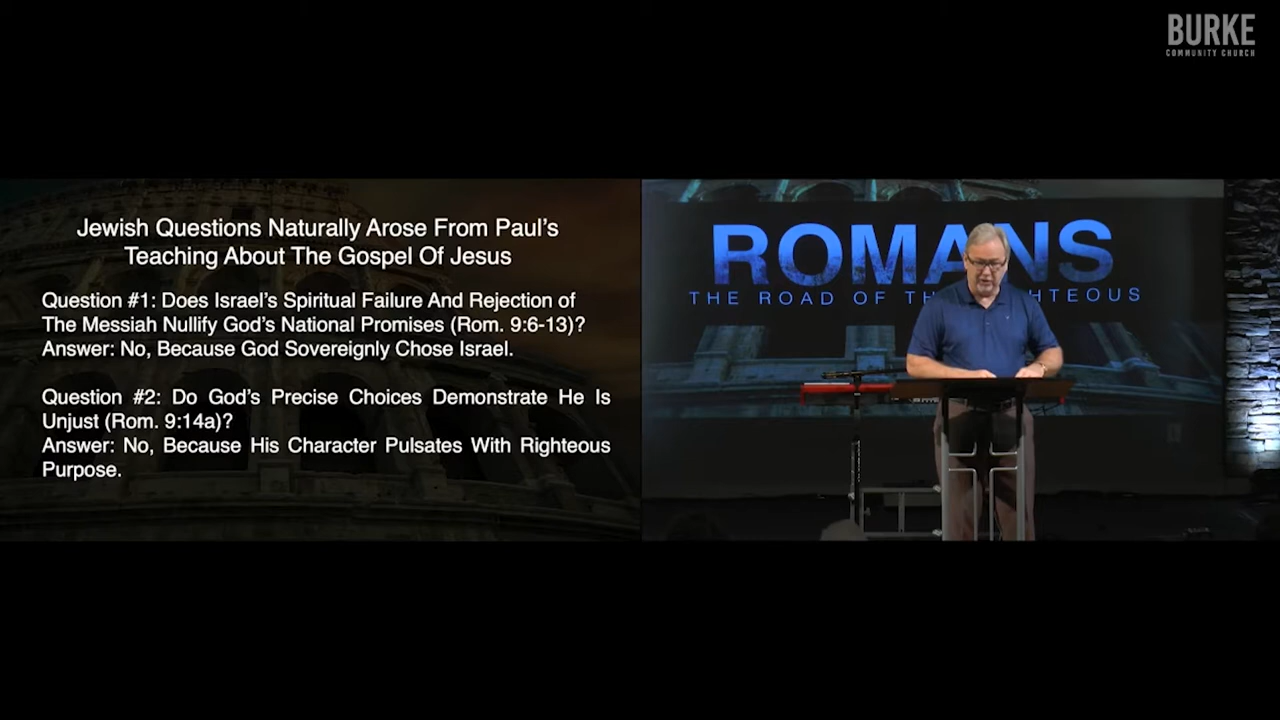 BURKE
COMMUNITY CHURCH
Jewish Questions Naturally Arose From Paul's
Teaching About The Gospel Of Jesus
Question #1: Does Israel's Spiritual Failure And Rejection of
The Messiah Nullify God's National Promises (Rom. 9:6-13)?
Answer: No, Because God Sovereignly Chose Israel.
Question #2: Do God's Precise Choices Demonstrate He Is
Unjust (Rom. 9:14a)?
Answer: No, Because His Character Pulsates With Righteous
Purpose.
ROMANS
THE ROAD OF TH GHTEOUS